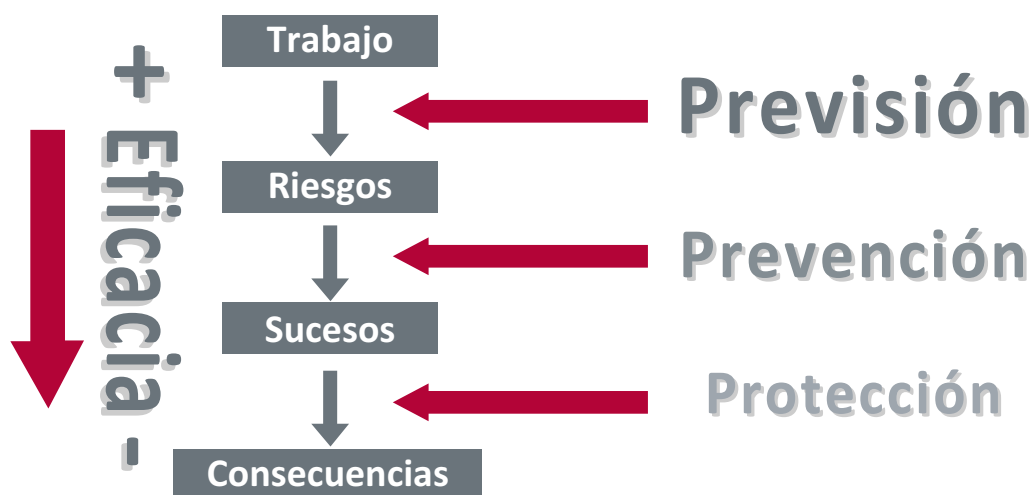 Trabajo
+ Eficacia -
Previsión
Riesgos
Prevención
Sucesos
Protección
Consecuencias